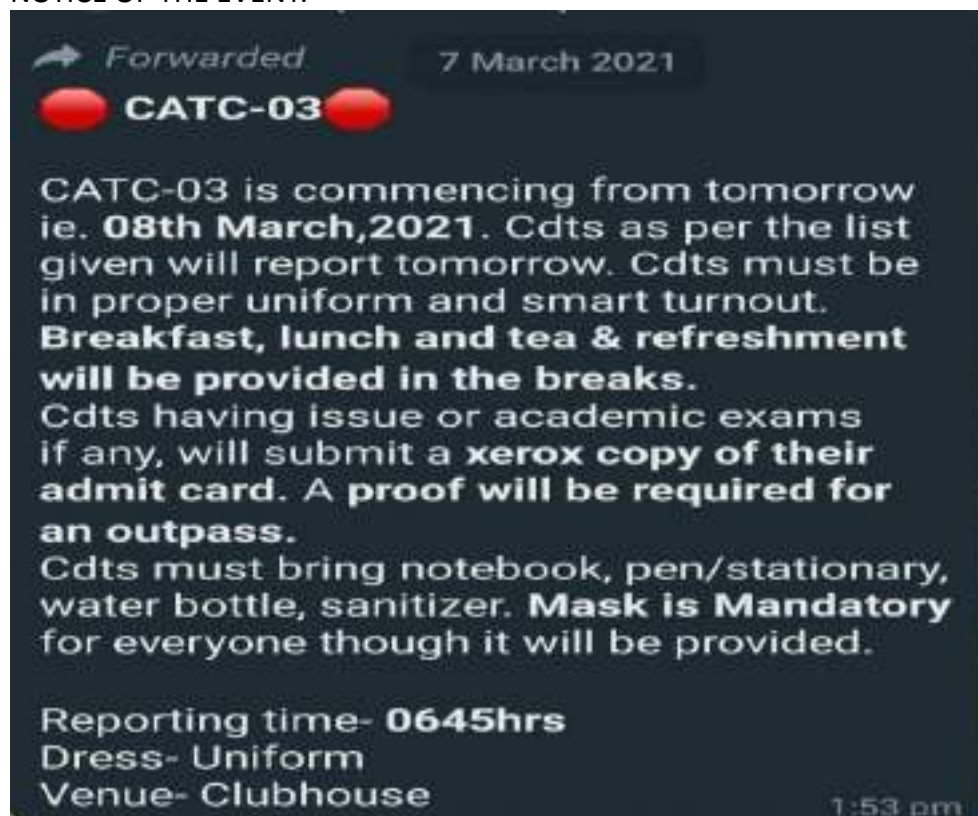 NOTICE OF THE EVENT:
Forwarded
7 March 2021
CATC-03
CATC-03 is commencing from tomorrow
ie. 08th March,2021. Cdts as per the list
given will report tomorrow. Cdts must be
in proper uniform and smart turnout.
Breakfast, lunch and tea & refreshment
will be provided in the breaks.
Cdts having issue or academic exams
if any, will submit a xerox copy of their
admit card. A proof will be required for
an outpass.
Cdts must bring notebook, pen/stationary,
water bottle, sanitizer. Mask is Mandatory
for everyone though it will be provided.
Reporting time- 0645hrs
Dress- Uniform
Venue- Clubhouse
1:53 pm